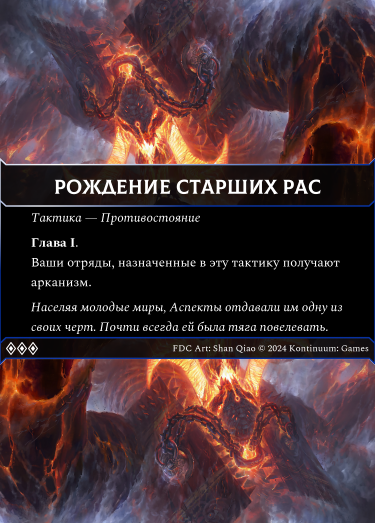 РОЖДЕНИЕ СТАРШИХ РАС
Тактика — Противостояние
Глава I.
Ваши отряды, назначенные в эту тактику получают
арканизм.
Населяя молодые миры, Аспекты отдавали им одну из
своих черт. Почти всегда ей была тяга повелевать.
FDC Art: Shan Qiao © 2024 Kontinuum: Games